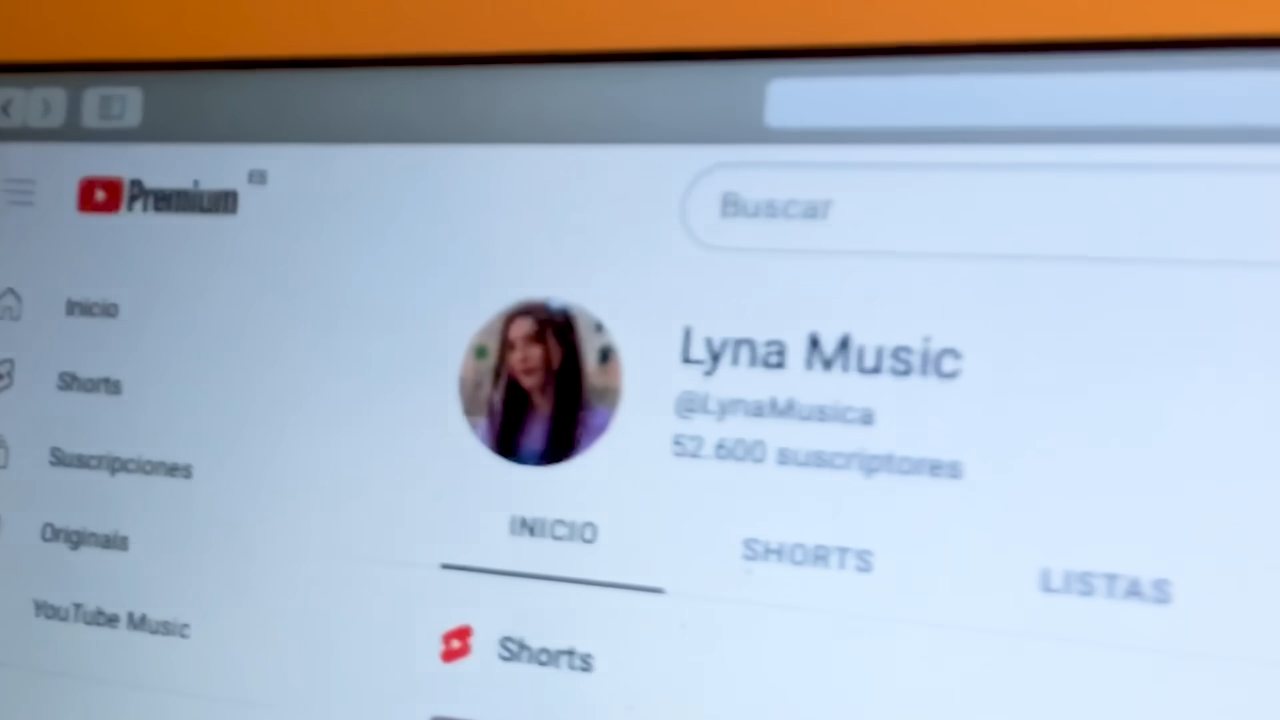 Premium ES
Buscar
Inicio
Shorts
Suscripciones
Originals
YouTube Music
Lyna Music
@LynaMusica
52.600 suscriptores
INICIO
SHORTS
LISTAS
Shorts